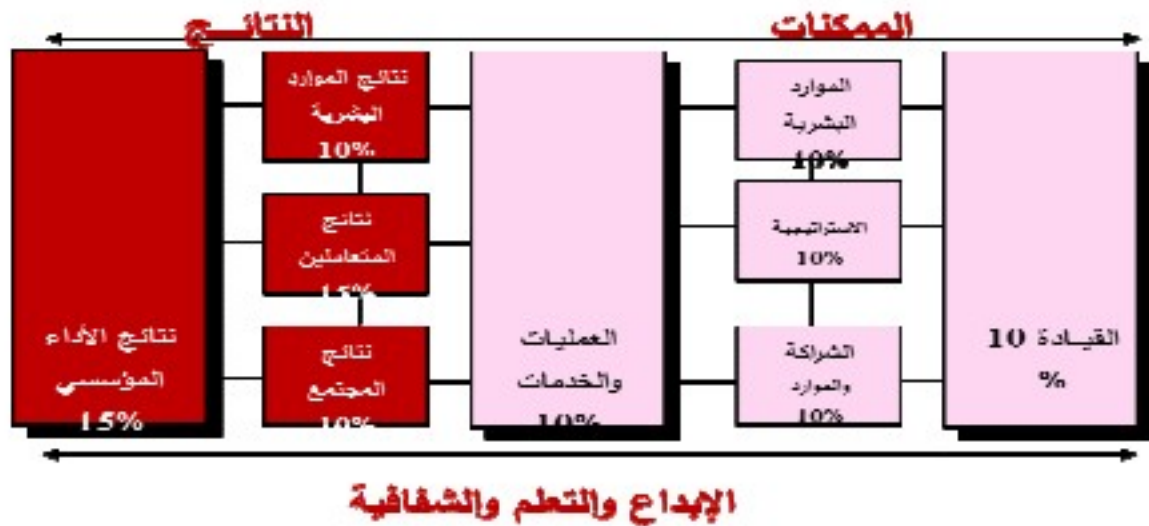 الممكنات
النتائج
القيادة 10
%
الموارد
البشرية
10%
الاستراتيجية
10%
الشراكة
والموارد
10%
العمليات
والخدمات
10%
نتائج الموارد
البشرية
10%
نتائج
المتعاملين
15%
نتائج
المجتمع
10%
نتائج الأداء
المؤسسي
15%
الإبداع والتعلم والشفافية